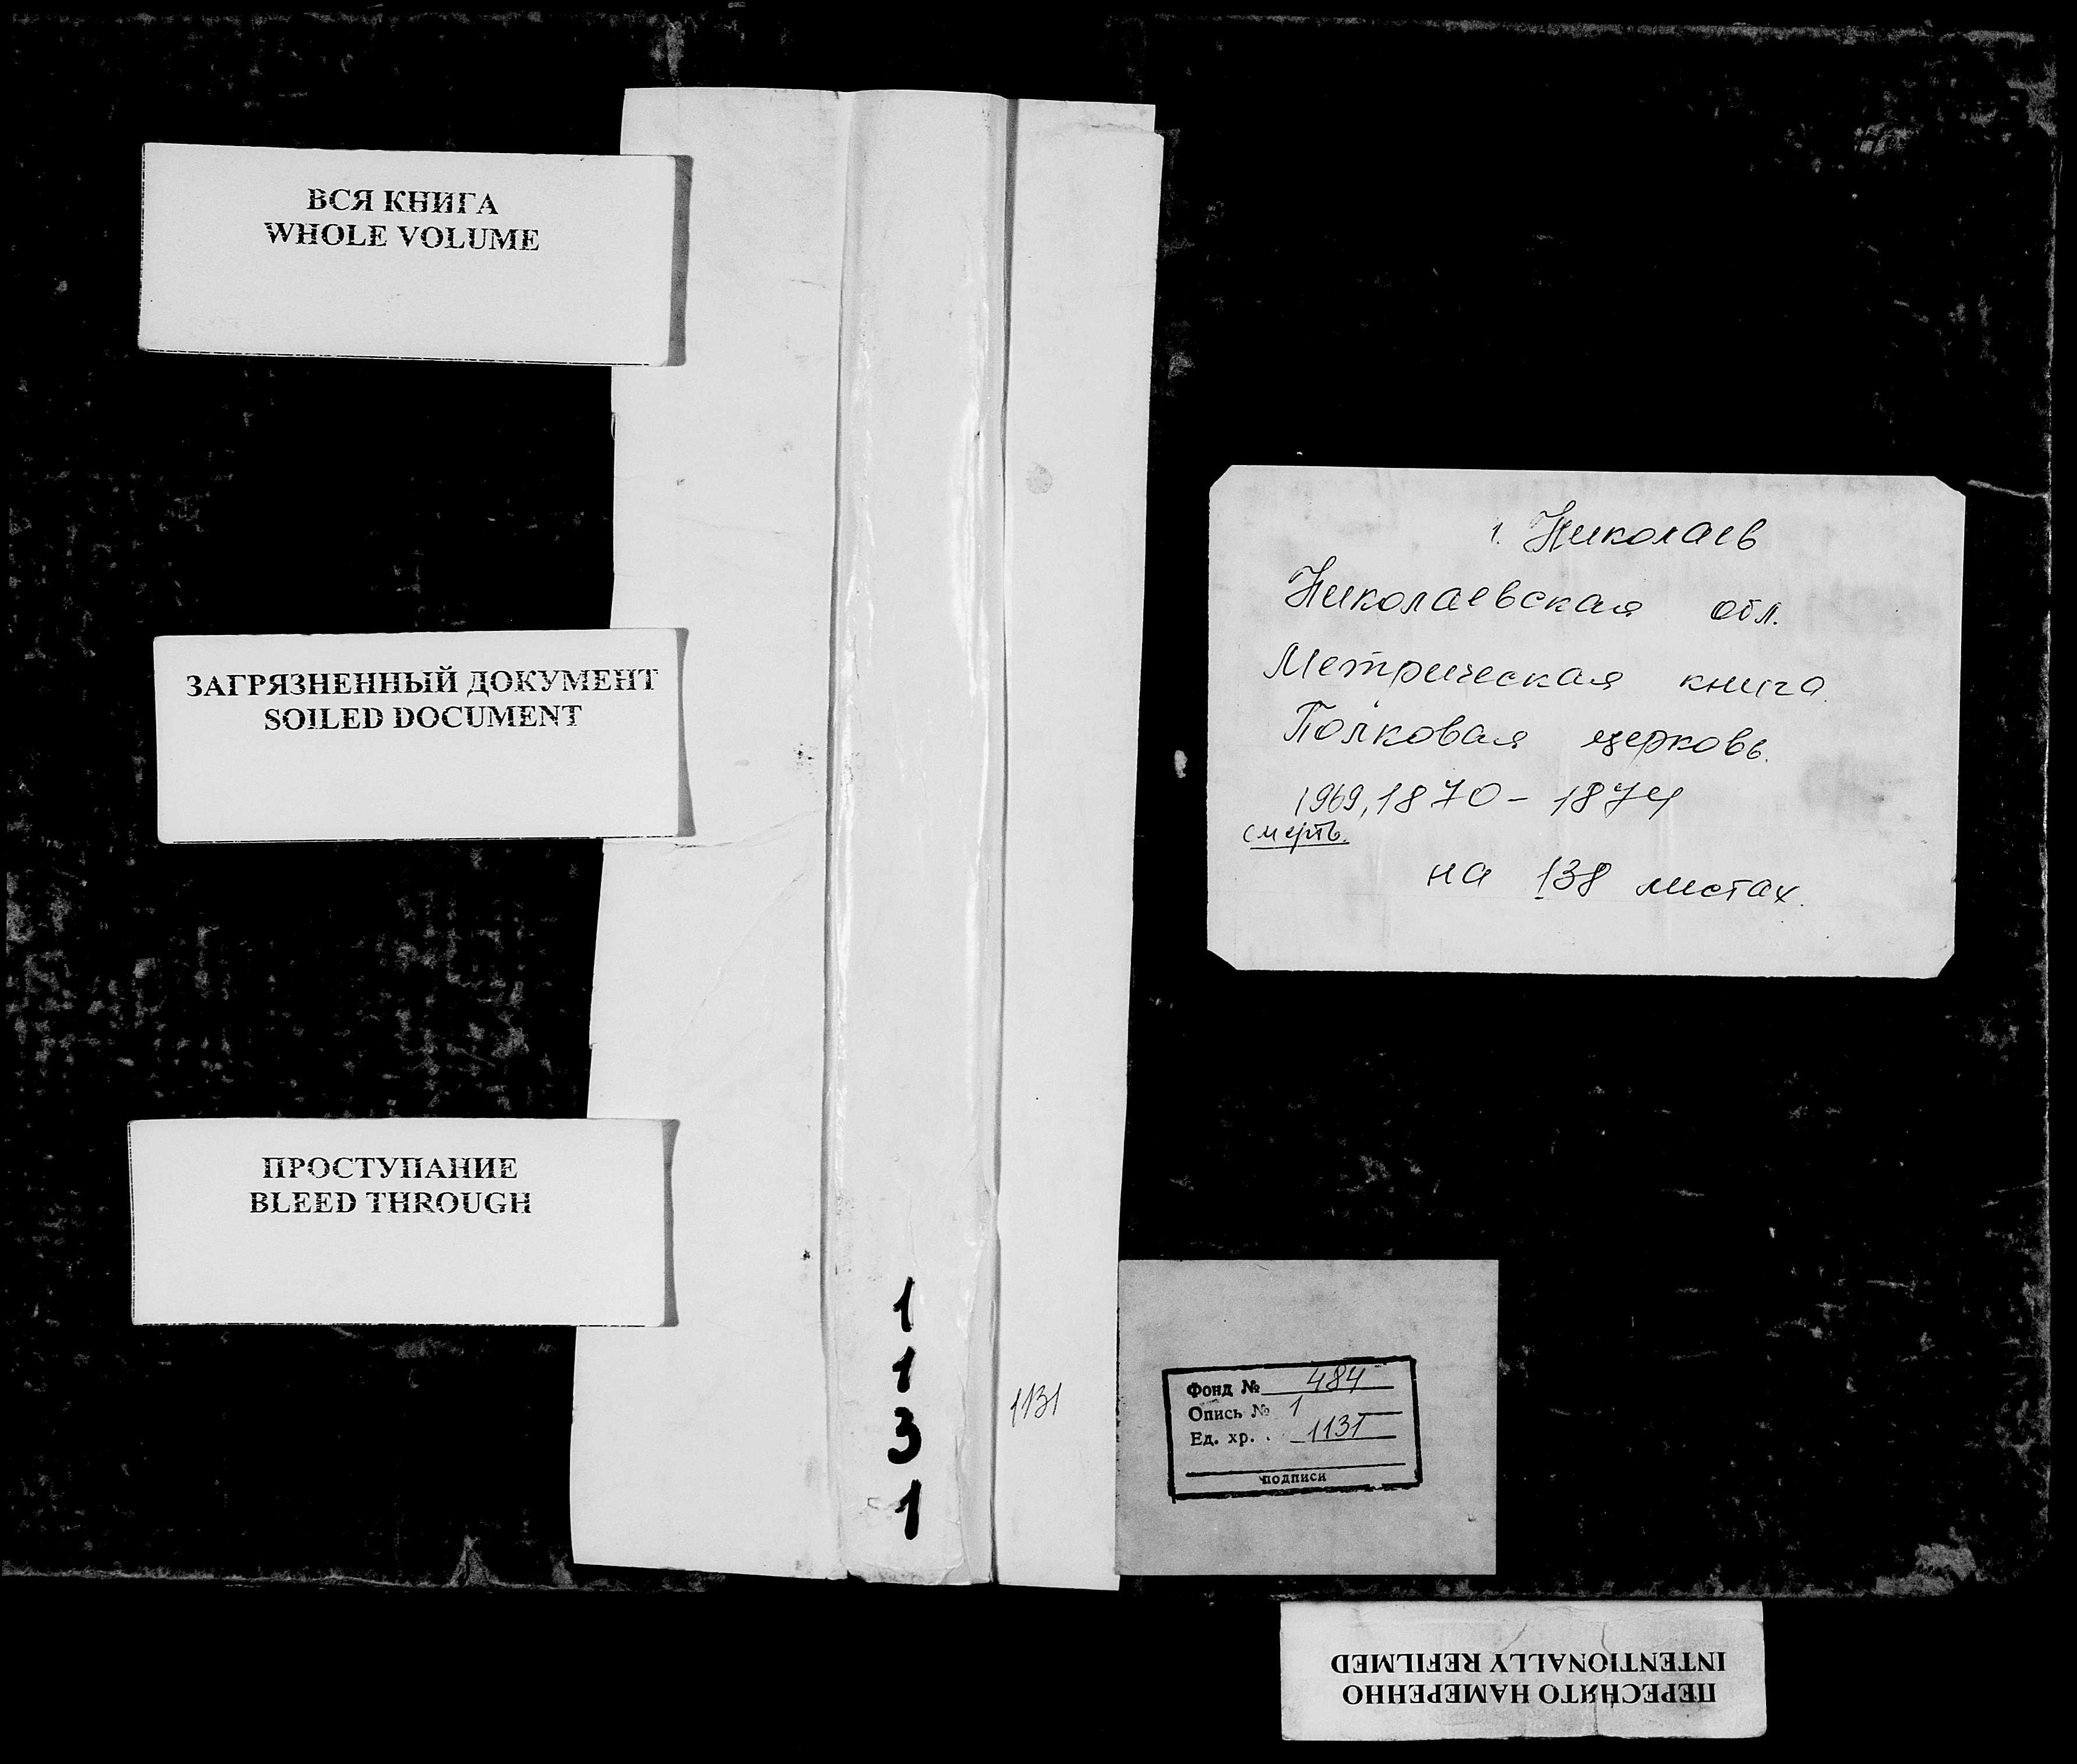 ВСЯ КНИГА
WHOLE VOLUME
ЗАГРЯЗНЕННЫЙ ДОКУМЕНТ
SOILED DOCUMENT
ПРОСТУПАНИЕ
BLEED THROUGH
1
1
3
1
1131
г. Николаев
Николаевская обл.
Метрическая книга
Полковая церковь.
1969, 1870 - 1874
смерть.
на 138 листах.
Фонд № 484
Опись № 1
Ед. хр. . 1131
подписи
ПЕРЕСНЯТО НАМЕРЕННО
INTENTIONALLY REFILMED